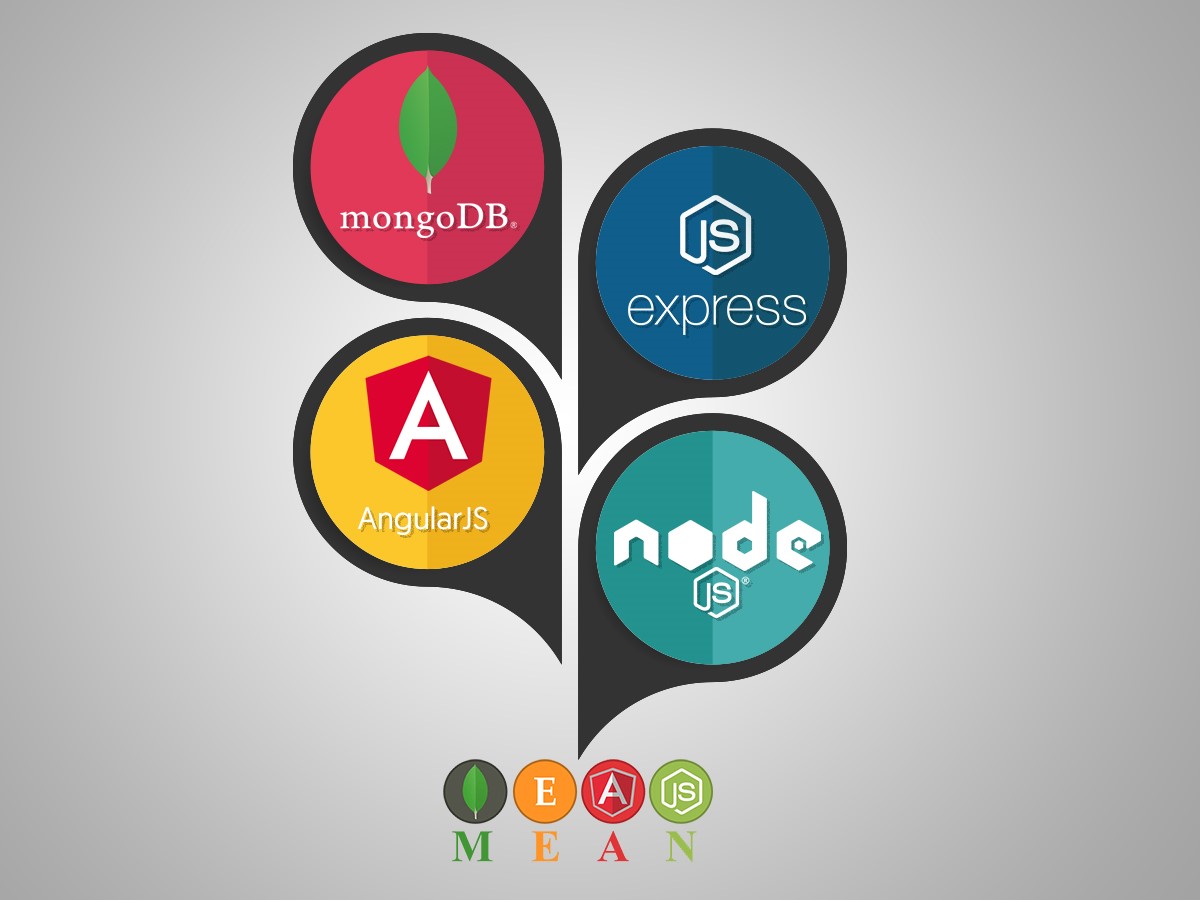 mongoDB®
JS
express
A
AngularJS
node
JS®
E A JS
M E A N